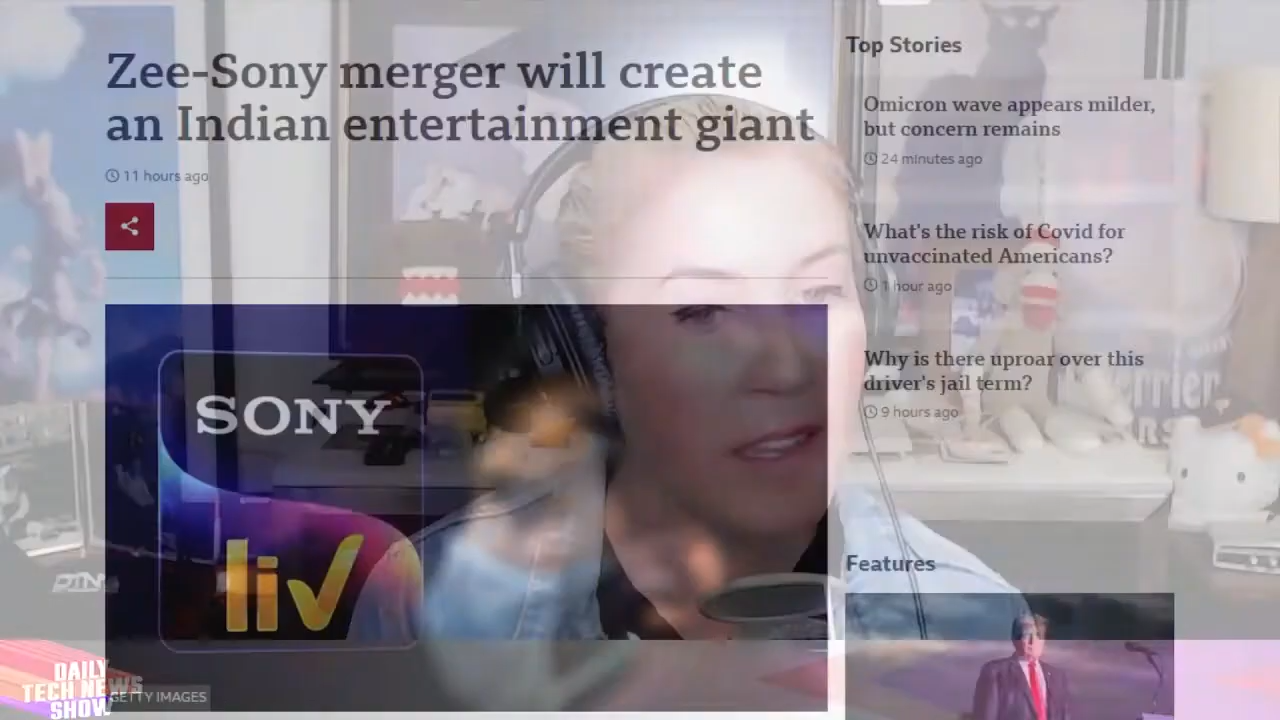 Zee-Sony merger will create
an Indian entertainment giant
11 hours ago
SONY
liv
GETTY IMAGES
Top Stories
Omicron wave appears milder,
but concern remains
24 minutes ago
What's the risk of Covid for
unvaccinated Americans?
1 hour ago
Why is there uproar over this
driver's jail term?
9 hours ago
Features
DAILY
TECH NEWS
SHOW